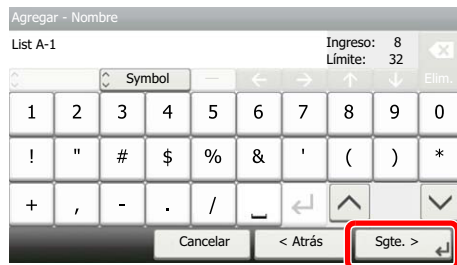 Agregar - Nombre
List A-1 Ingreso: 8
Límite: 32
Symbol Elim.
1 2 3 4 5 6 7 8 9 0
! " # $ % & ' ( ) *
+ , - . / _
Cancelar < Atrás Sgte. >